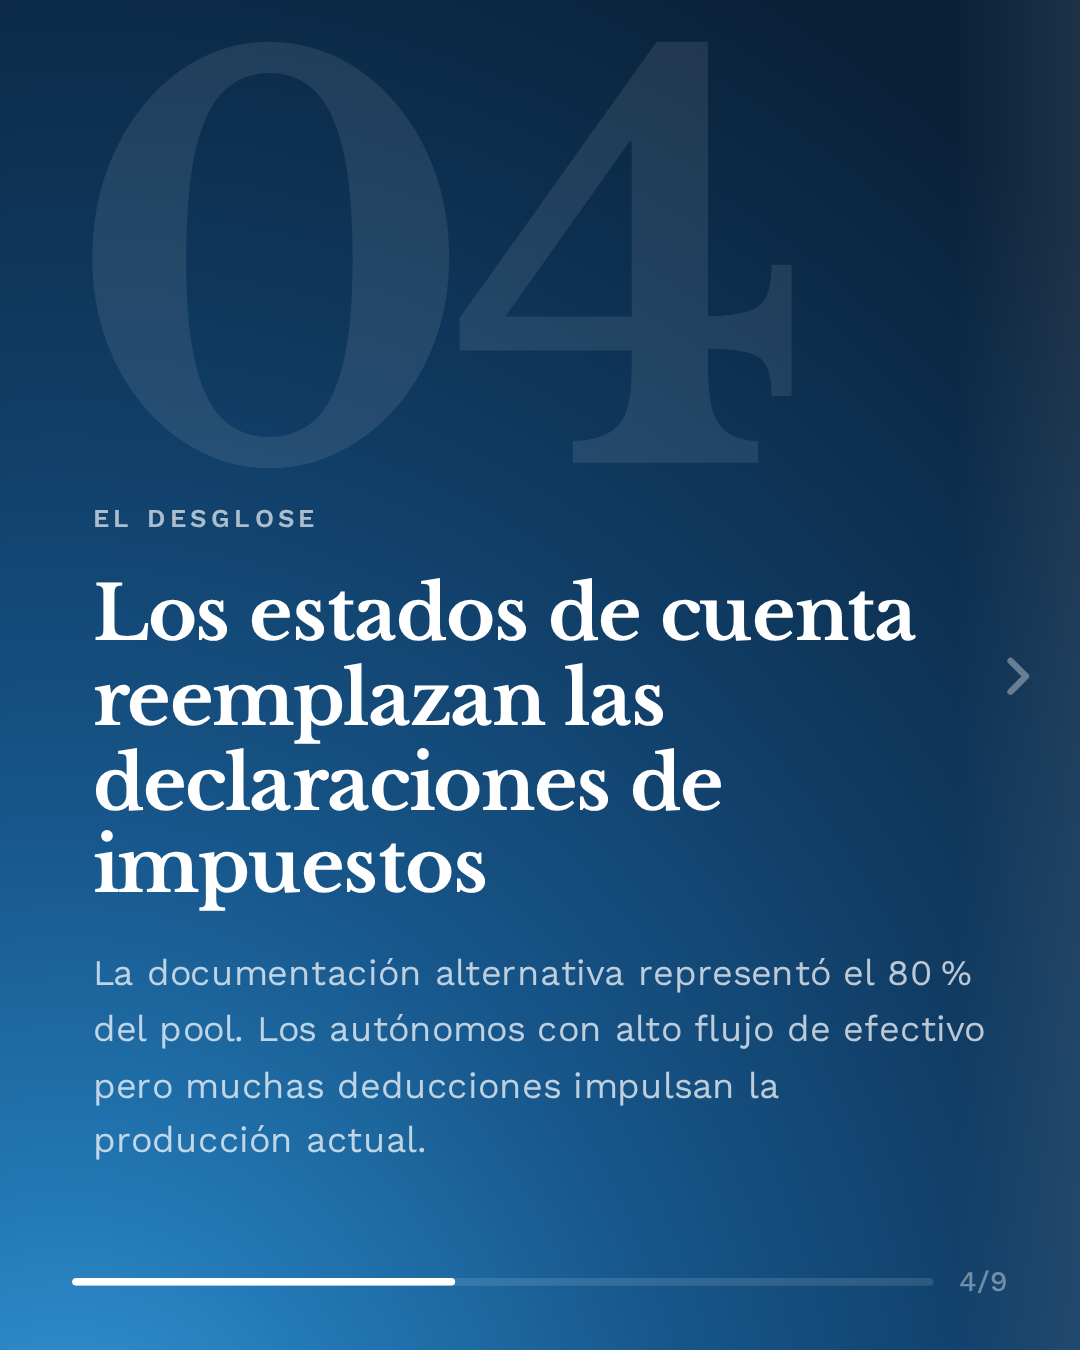 04
EL DESGLOSE
Los estados de cuenta
reemplazan las
declaraciones de
impuestos
La documentación alternativa representó el 80 %
del pool. Los autónomos con alto flujo de efectivo
pero muchas deducciones impulsan la
producción actual.
4/9